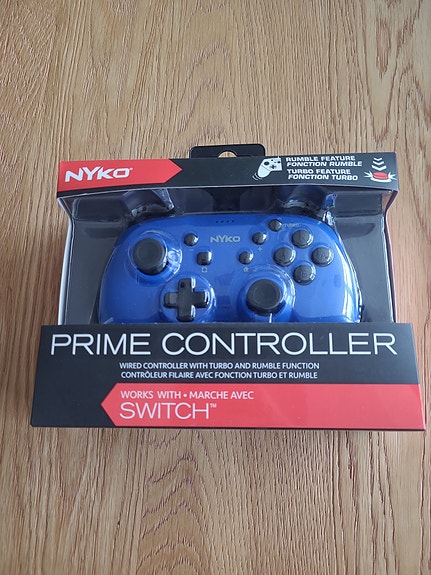 NYKO®
RUMBLE FEATURE
FONCTION RUMBLE
TURBO FEATURE
FONCTION TURBO
NYKO
PRIME CONTROLLER
WIRED CONTROLLER WITH TURBO AND RUMBLE FUNCTION
CONTRÔLEUR FILAIRE AVEC FONCTION TURBO ET RUMBLE
WORKS WITH • MARCHE AVEC
SWITCH™